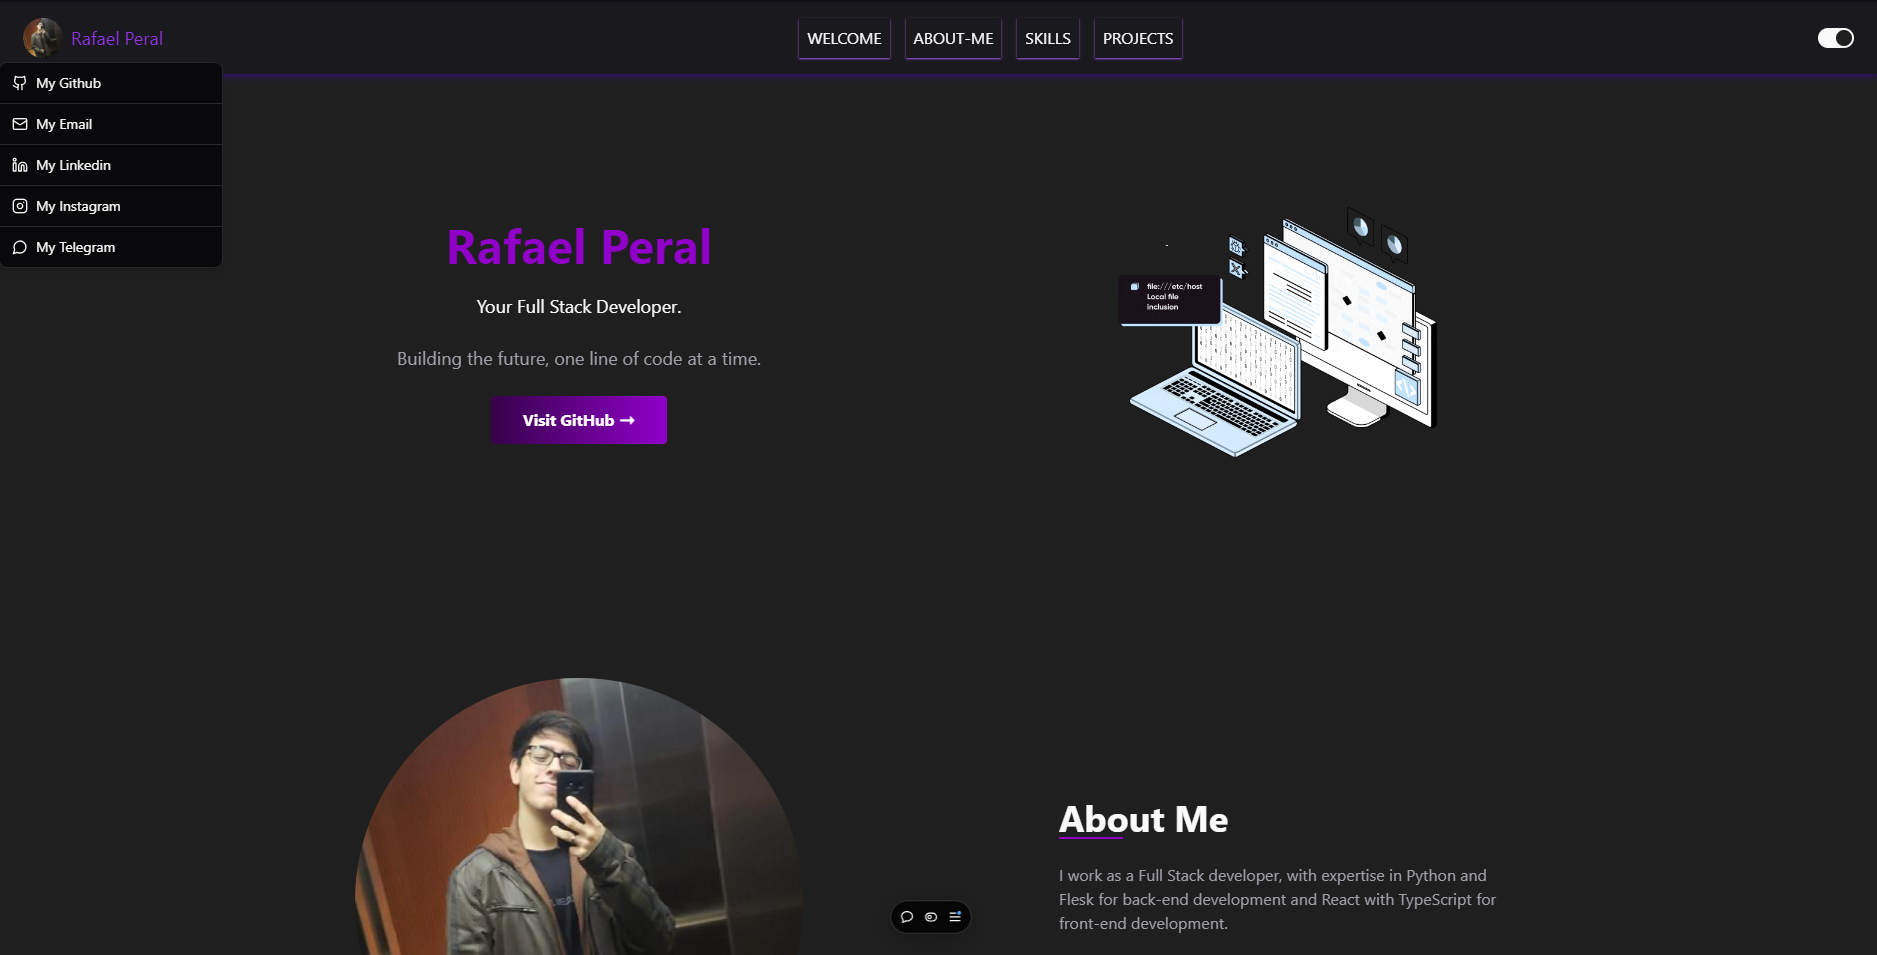 Rafael Peral
WELCOME
ABOUT-ME
SKILLS
PROJECTS
My Github
My Email
My Linkedin
My Instagram
My Telegram
Rafael Peral
Your Full Stack Developer.
Building the future, one line of code at a time.
Visit GitHub →
file:///etc/host
Local file
inclusion
</>
About Me
I work as a Full Stack developer, with expertise in Python and
Flesk for back-end development and React with TypeScript for
front-end development.